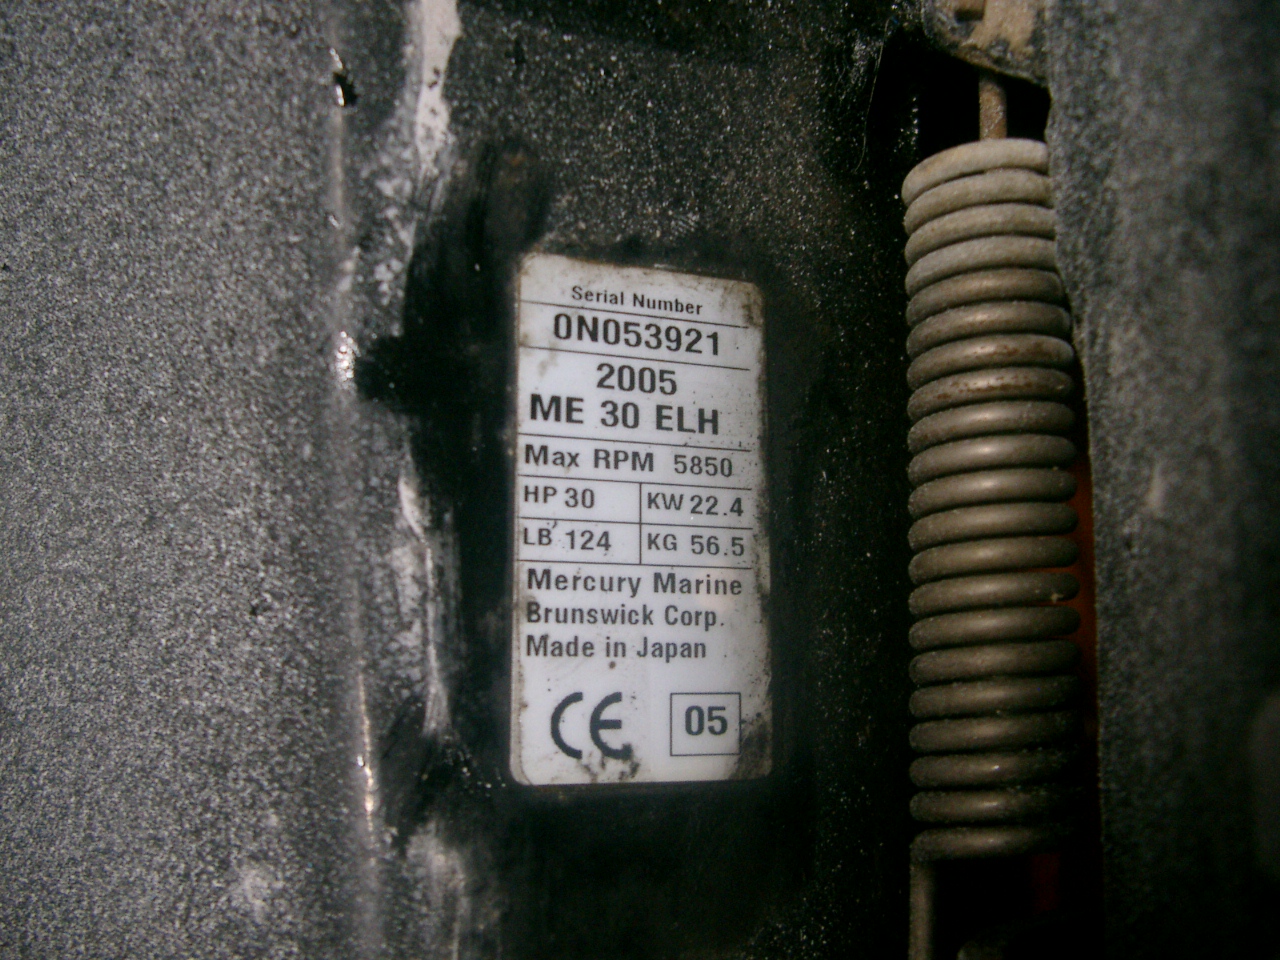 Serial Number
0N053921
2005
ME 30 ELH
Max RPM 5850
HP 30 KW 22.4
LB 124 KG 56.5
Mercury Marine
Brunswick Corp.
Made in Japan
CE 05